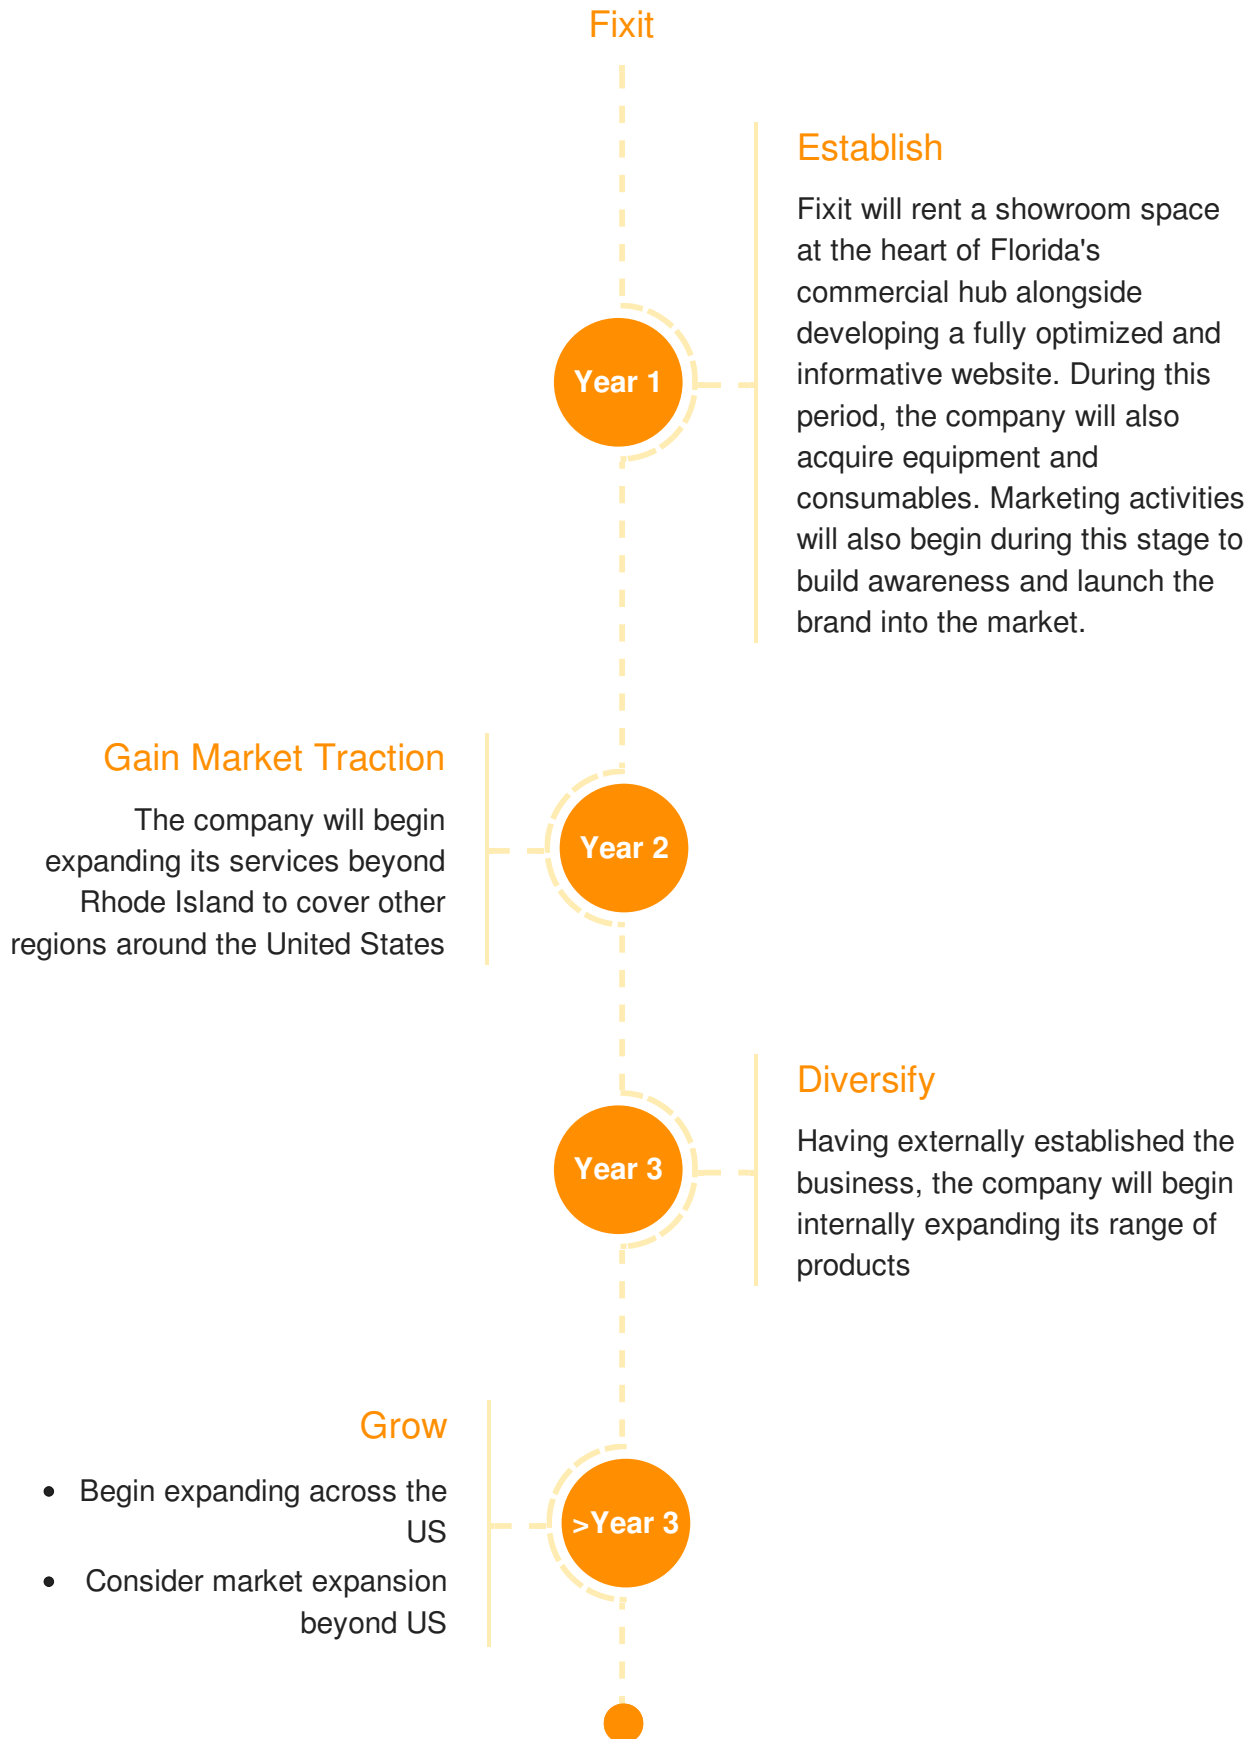 Fixit
Establish
Fixit will rent a showroom space
at the heart of Florida's
commercial hub alongside
developing a fully optimized and
informative website. During this
period, the company will also
acquire equipment and
consumables. Marketing activities
will also begin during this stage to
build awareness and launch the
brand into the market.
Year 1
Gain Market Traction
The company will begin
expanding its services beyond
Rhode Island to cover other
regions around the United States
Year 2
Diversify
Having externally established the
business, the company will begin
internally expanding its range of
products
Year 3
Grow
• Begin expanding across the
US
• Consider market expansion
beyond US
>Year 3